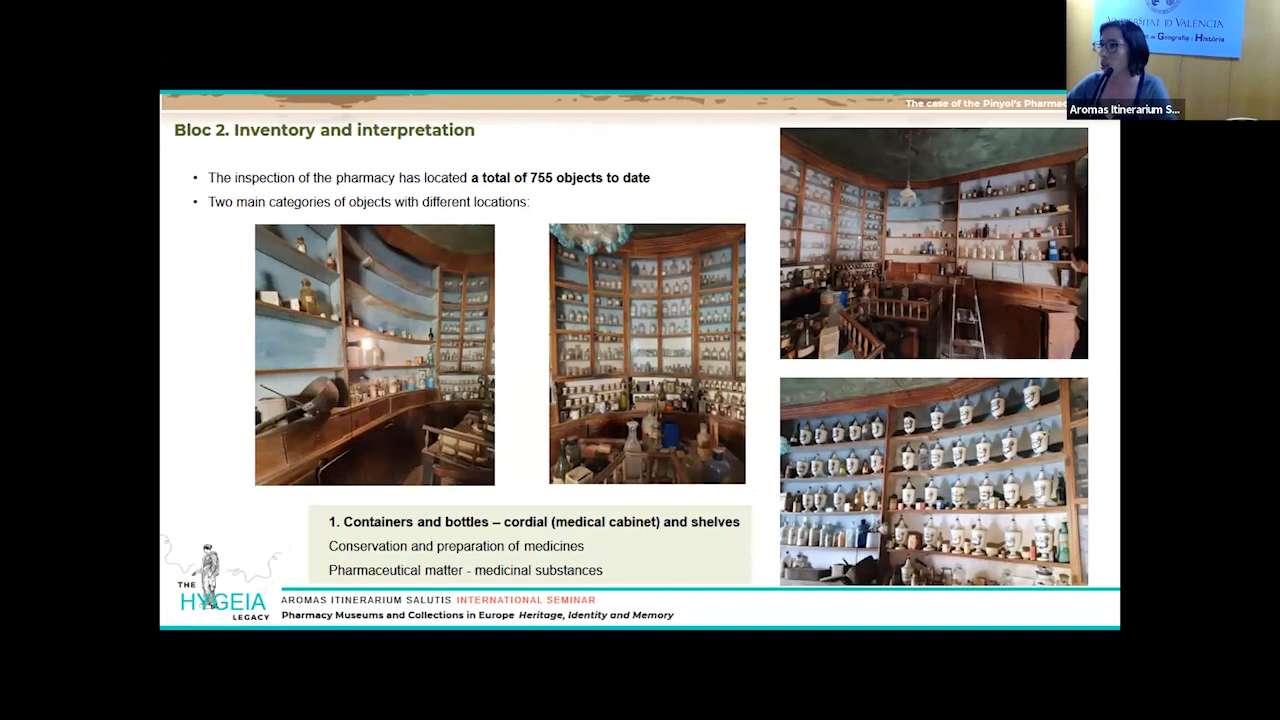 UNIVERSITAT DE VALÈNCIA
de Geografia i Història
Aromas Itinerarium S...
The case of the Pinyol's Pharmac
Bloc 2. Inventory and interpretation
• The inspection of the pharmacy has located a total of 755 objects to date
• Two main categories of objects with different locations:
1. Containers and bottles – cordial (medical cabinet) and shelves
Conservation and preparation of medicines
Pharmaceutical matter - medicinal substances
THE
HYGEIA
LEGACY
AROMAS ITINERARIUM SALUTIS INTERNATIONAL SEMINAR
Pharmacy Museums and Collections in Europe Heritage, Identity and Memory